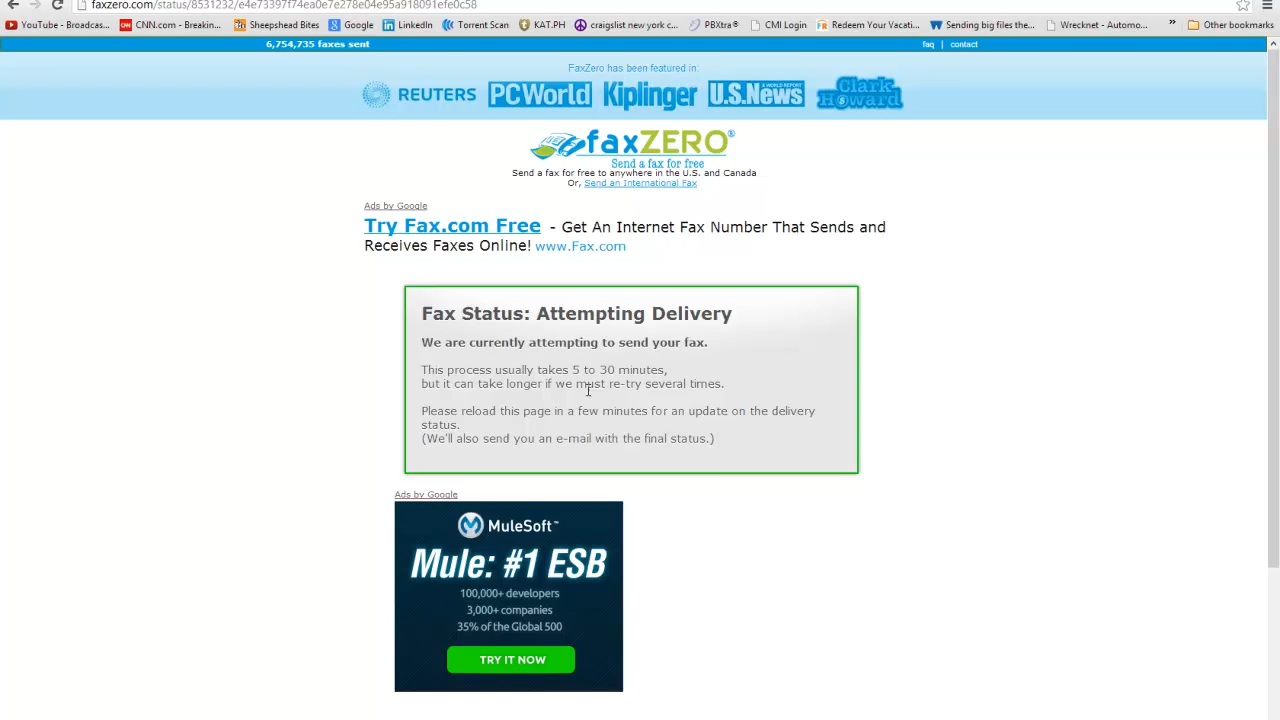 faxzero.com/status/8531232/e4e73397f74ea0e7e278e04e95a918091efe0c58
YouTube - Broadcas... CNN.com - Breakin... Sheepshead Bites Google LinkedIn Torrent Scan KAT.PH craigslist new york c... PBXtra® CMI Login Redeem Your Vacati... Sending big files the... Wrecknet - Automo... » Other bookmarks
6,754,735 faxes sent faq | contact
FaxZero has been featured in:
REUTERS PCWorld Kiplinger U.S.News & WORLD REPORT Clark Howard
faxZERO®
Send a fax for free
Send a fax for free to anywhere in the U.S. and Canada
Or, Send an International Fax
Ads by Google
Try Fax.com Free - Get An Internet Fax Number That Sends and
Receives Faxes Online! www.Fax.com
Fax Status: Attempting Delivery
We are currently attempting to send your fax.
This process usually takes 5 to 30 minutes,
but it can take longer if we must re-try several times.
Please reload this page in a few minutes for an update on the delivery
status.
(We'll also send you an e-mail with the final status.)
Ads by Google
MuleSoft™
Mule: #1 ESB
100,000+ developers
3,000+ companies
35% of the Global 500
TRY IT NOW